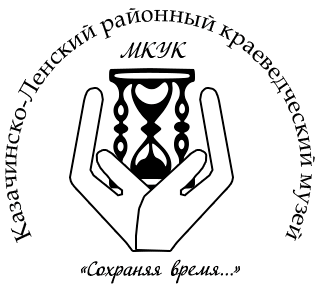 Казачинско-Ленский районный краеведческий музей
МКУК
«Сохраняя время...»